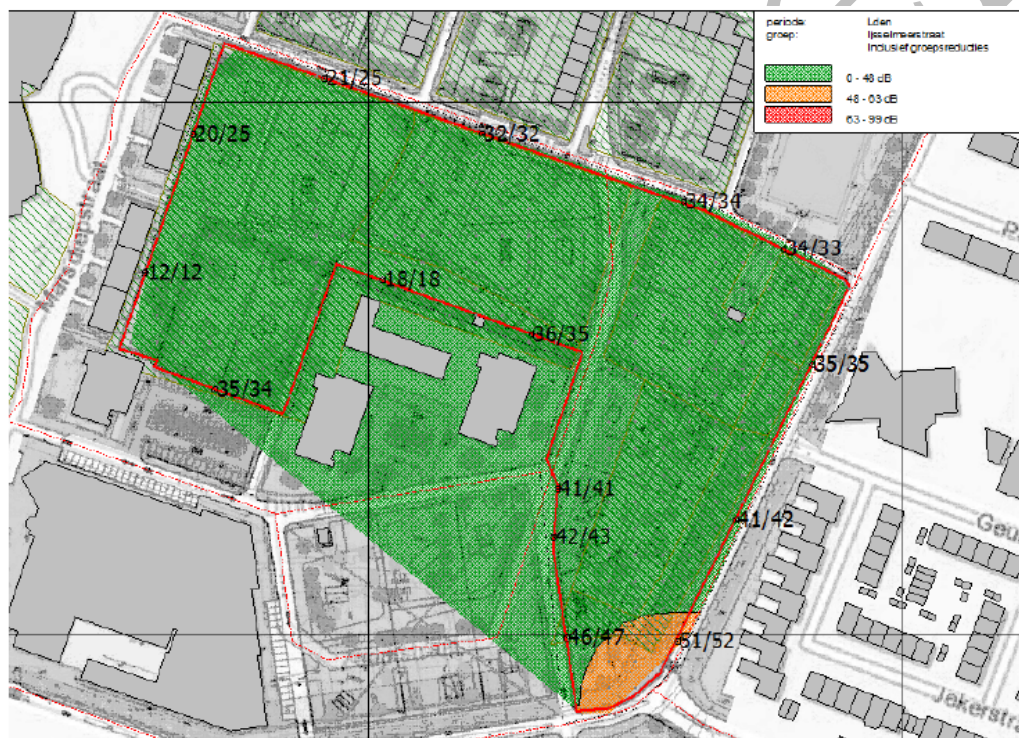 periode: Lden
groep: Ijsselmeerstraat
Inclusief groepsreducties
0 - 48 dB
48 - 63 dB
63 - 99 dB
21/25
20/25
32/32
34/34
34/33
12/12
18/18
36/35
35/35
35/34
41/41
41/42
42/43
46/47
51/52
Jekerstra